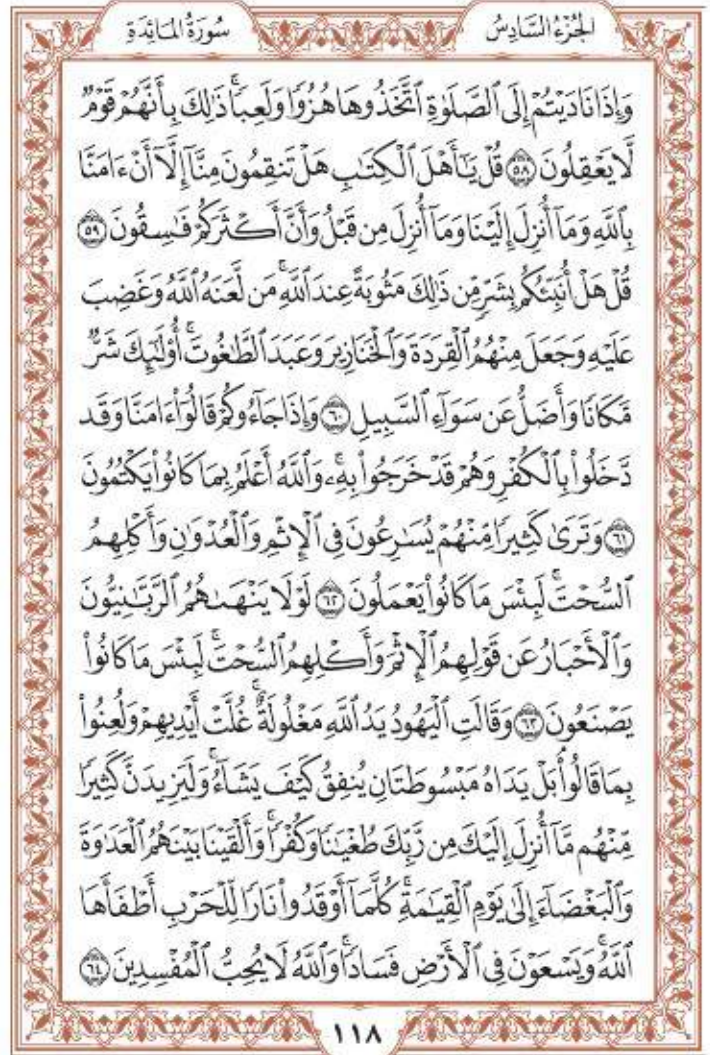 الجُزْءُ السَّادِسُ
سُورَةُ المَائِدَةِ
وَإِذَا نَادَيْتُمْ إِلَى ٱلصَّلَوٰةِ ٱتَّخَذُوهَا هُزُوًا وَلَعِبًاۚ ذَٰلِكَ بِأَنَّهُمْ قَوْمٌ
لَّا يَعْقِلُونَ ۝٥٨ قُلْ يَـٰٓأَهْلَ ٱلْكِتَـٰبِ هَلْ تَنقِمُونَ مِنَّآ إِلَّآ أَنْ ءَامَنَّا
بِٱللَّهِ وَمَآ أُنزِلَ إِلَيْنَا وَمَآ أُنزِلَ مِن قَبْلُ وَأَنَّ أَكْثَرَكُمْ فَـٰسِقُونَ ۝٥٩
قُلْ هَلْ أُنَبِّئُكُم بِشَرٍّ مِّن ذَٰلِكَ مَثُوبَةً عِندَ ٱللَّهِۚ مَن لَّعَنَهُ ٱللَّهُ وَغَضِبَ
عَلَيْهِ وَجَعَلَ مِنْهُمُ ٱلْقِرَدَةَ وَٱلْخَنَازِيرَ وَعَبَدَ ٱلطَّـٰغُوتَۚ أُو۟لَـٰٓئِكَ شَرٌّ
مَّكَانًا وَأَضَلُّ عَن سَوَآءِ ٱلسَّبِيلِ ۝٦٠ وَإِذَا جَآءُوكُمْ قَالُوٓا۟ ءَامَنَّا وَقَد
دَّخَلُوا۟ بِٱلْكُفْرِ وَهُمْ قَدْ خَرَجُوا۟ بِهِۦۚ وَٱللَّهُ أَعْلَمُ بِمَا كَانُوا۟ يَكْتُمُونَ
۝٦١ وَتَرَىٰ كَثِيرًا مِّنْهُمْ يُسَـٰرِعُونَ فِى ٱلْإِثْمِ وَٱلْعُدْوَٰنِ وَأَكْلِهِمُ
ٱلسُّحْتَۚ لَبِئْسَ مَا كَانُوا۟ يَعْمَلُونَ ۝٦٢ لَوْلَا يَنْهَىٰهُمُ ٱلرَّبَّـٰنِيُّونَ
وَٱلْأَحْبَارُ عَن قَوْلِهِمُ ٱلْإِثْمَ وَأَكْلِهِمُ ٱلسُّحْتَۚ لَبِئْسَ مَا كَانُوا۟
يَصْنَعُونَ ۝٦٣ وَقَالَتِ ٱلْيَهُودُ يَدُ ٱللَّهِ مَغْلُولَةٌۚ غُلَّتْ أَيْدِيهِمْ وَلُعِنُوا۟
بِمَا قَالُوا۟ۘ بَلْ يَدَاهُ مَبْسُوطَتَانِ يُنفِقُ كَيْفَ يَشَآءُۚ وَلَيَزِيدَنَّ كَثِيرًا
مِّنْهُم مَّآ أُنزِلَ إِلَيْكَ مِن رَّبِّكَ طُغْيَـٰنًا وَكُفْرًاۚ وَأَلْقَيْنَا بَيْنَهُمُ ٱلْعَدَٰوَةَ
وَٱلْبَغْضَآءَ إِلَىٰ يَوْمِ ٱلْقِيَـٰمَةِۚ كُلَّمَآ أَوْقَدُوا۟ نَارًا لِّلْحَرْبِ أَطْفَأَهَا
ٱللَّهُۚ وَيَسْعَوْنَ فِى ٱلْأَرْضِ فَسَادًاۚ وَٱللَّهُ لَا يُحِبُّ ٱلْمُفْسِدِينَ ۝٦٤
١١٨